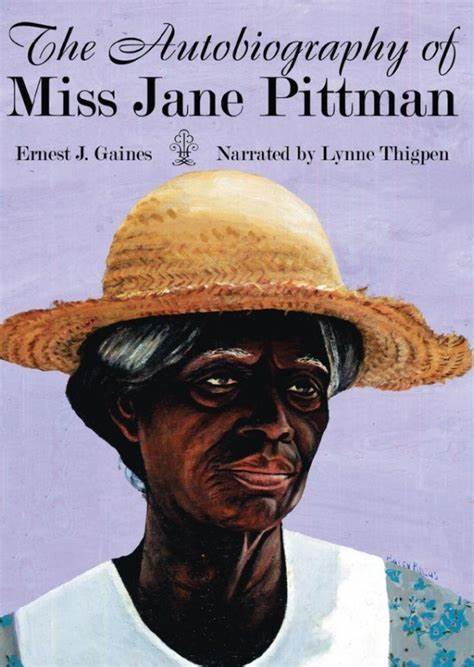 The Autobiography of
Miss Jane Pittman
Ernest J. Gaines Narrated by Lynne Thigpen